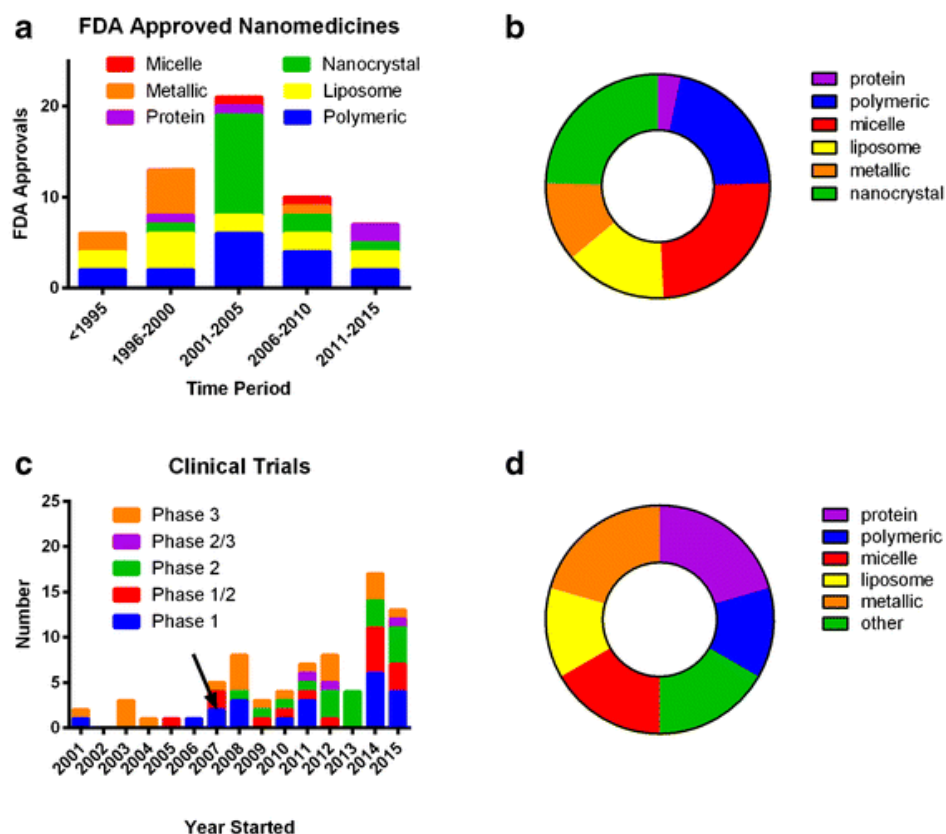 a
FDA Approved Nanomedicines
Micelle
Metallic
Protein
Nanocrystal
Liposome
Polymeric
FDA Approvals
20
10
0
<1995
1996-2000
2001-2005
2006-2010
2011-2015
Time Period
b
protein
polymeric
micelle
liposome
metallic
nanocrystal
c
Clinical Trials
Phase 3
Phase 2/3
Phase 2
Phase 1/2
Phase 1
Number
25
20
15
10
5
0
2001
2002
2003
2004
2005
2006
2007
2008
2009
2010
2011
2012
2013
2014
2015
Year Started
d
protein
polymeric
micelle
liposome
metallic
other